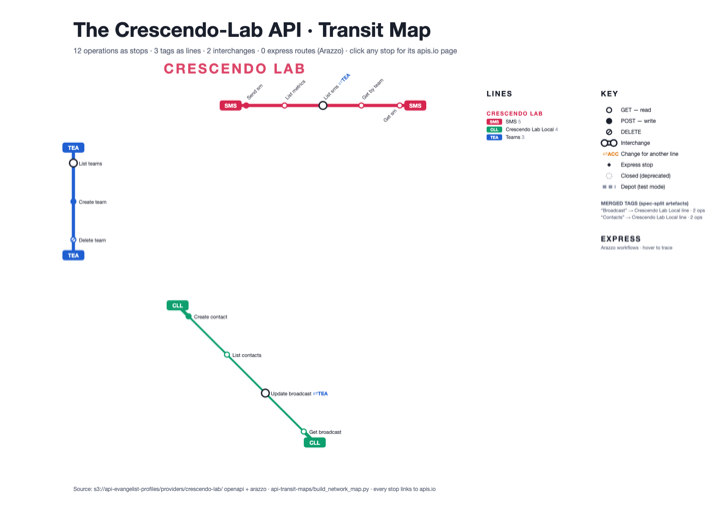 The Crescendo-Lab API · Transit Map
12 operations as stops · 3 tags as lines · 2 interchanges · 0 express routes (Arazzo) · click any stop for its apis.io page
CRESCENDO LAB
SMS
Send sm
List metrics
List sms ⇄TEA
Get by team
Get sm
SMS
TEA
List teams
Create team
Delete team
TEA
CLL
Create contact
List contacts
Update broadcast ⇄TEA
Get broadcast
CLL
LINES
CRESCENDO LAB
SMS SMS 5
CLL Crescendo Lab Local 4
TEA Teams 3
KEY
GET — read
POST — write
DELETE
Interchange
⇄ACC Change for another line
Express stop
Closed (deprecated)
Depot (test mode)
MERGED TAGS (spec-split artefacts)
"Broadcast" → Crescendo Lab Local line · 2 ops
"Contacts" → Crescendo Lab Local line · 2 ops
EXPRESS
Arazzo workflows · hover to trace
Source: s3://api-evangelist-profiles/providers/crescendo-lab/ openapi + arazzo · api-transit-maps/build_network_map.py · every stop links to apis.io